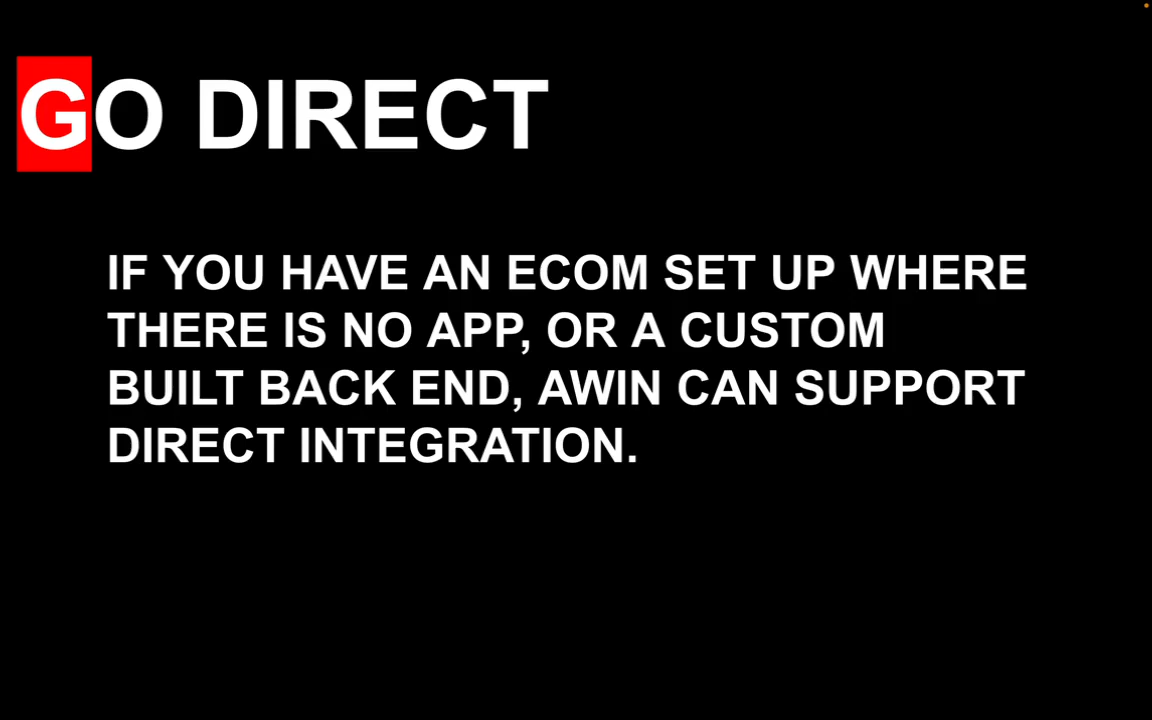 GO DIRECT
IF YOU HAVE AN ECOM SET UP WHERE
THERE IS NO APP, OR A CUSTOM
BUILT BACK END, AWIN CAN SUPPORT
DIRECT INTEGRATION.